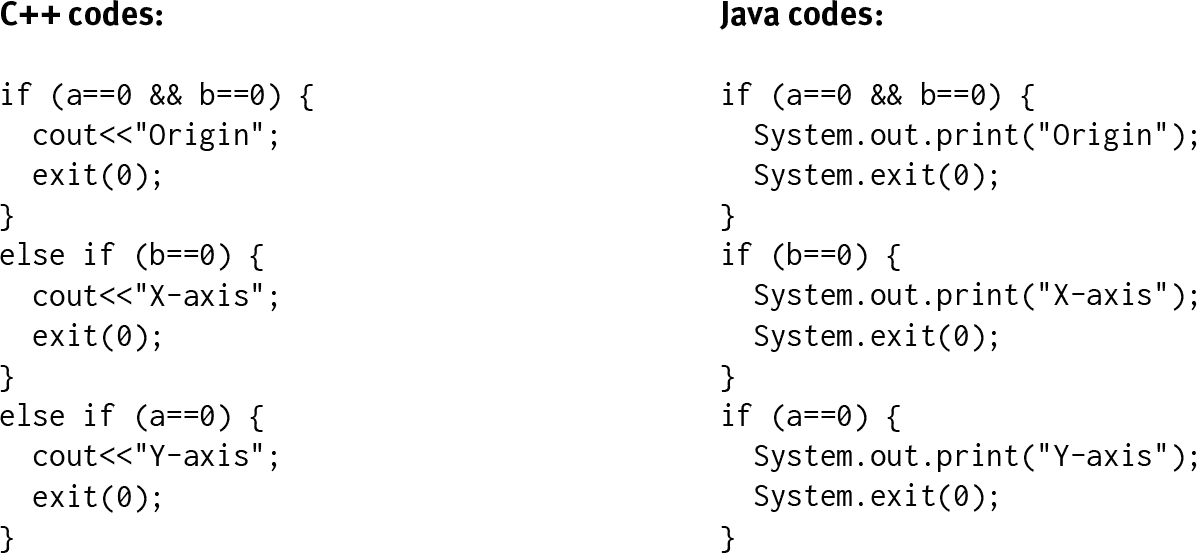 C++ codes:
if (a==0 && b==0) {
  cout<<"Origin";
  exit(0);
}
else if (b==0) {
  cout<<"X-axis";
  exit(0);
}
else if (a==0) {
  cout<<"Y-axis";
  exit(0);
}
Java codes:
if (a==0 && b==0) {
  System.out.print("Origin");
  System.exit(0);
}
if (b==0) {
  System.out.print("X-axis");
  System.exit(0);
}
if (a==0) {
  System.out.print("Y-axis");
  System.exit(0);
}